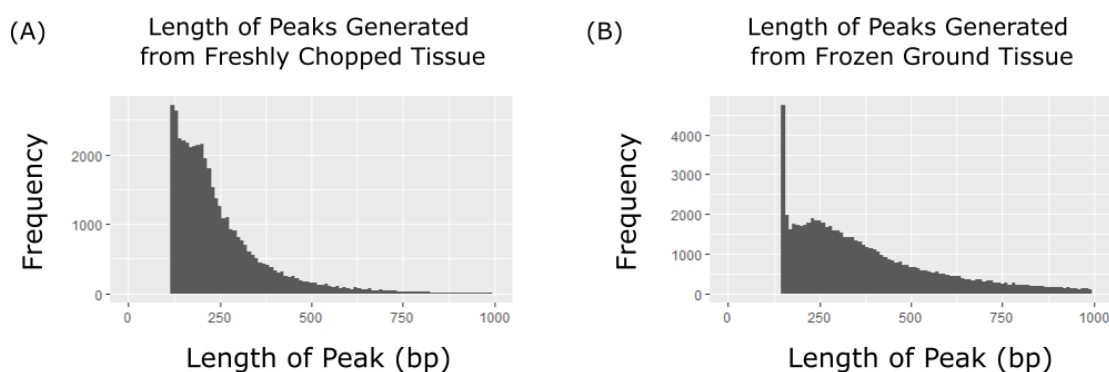 (A)
Length of Peaks Generated
from Freshly Chopped Tissue
Frequency
2000
1000
0
0 250 500 750 1000
Length of Peak (bp)
(B)
Length of Peaks Generated
from Frozen Ground Tissue
Frequency
4000
3000
2000
1000
0
0 250 500 750 1000
Length of Peak (bp)